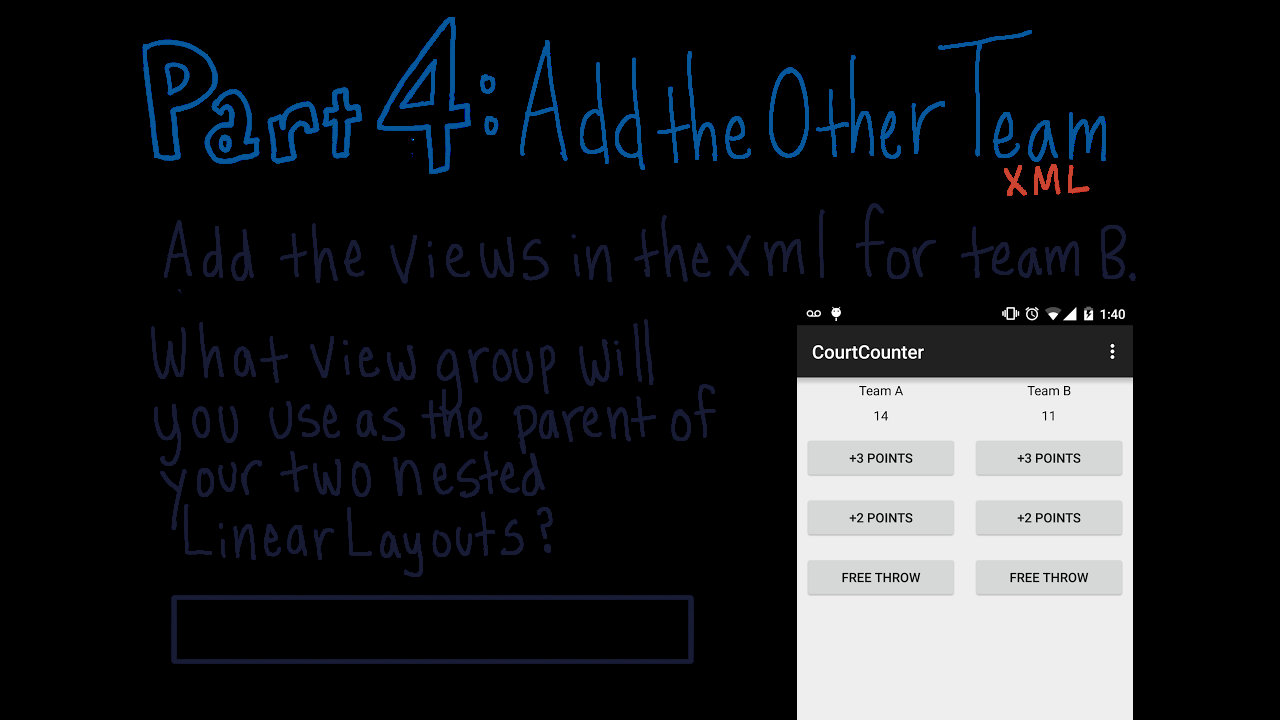 Part 4: Add the Other Team
XML
Add the views in the xml for team B.
What view group will
you use as the parent of
your two nested
Linear Layouts?
1:40
CourtCounter
Team A Team B
14 11
+3 POINTS +3 POINTS
+2 POINTS +2 POINTS
FREE THROW FREE THROW